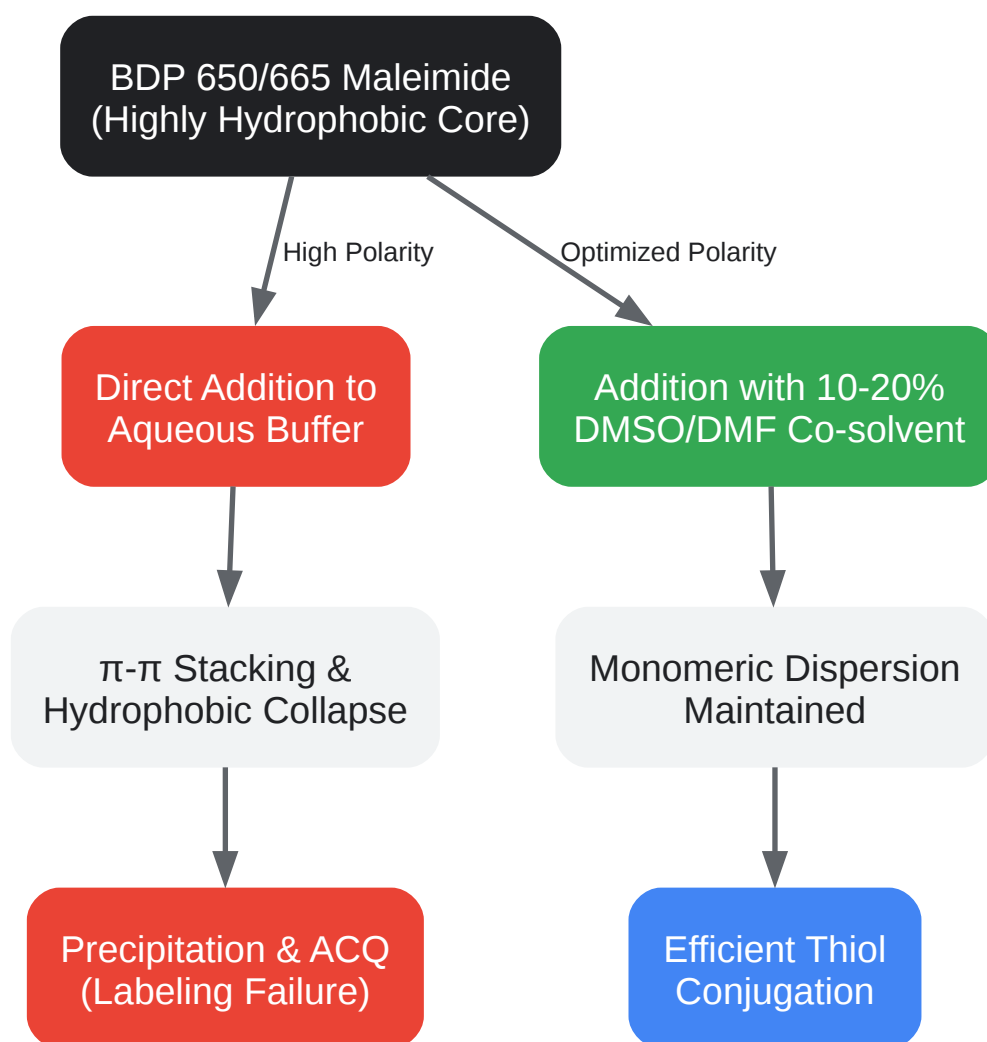 BDP 650/665 Maleimide
(Highly Hydrophobic Core)
High Polarity
Optimized Polarity
Direct Addition to
Aqueous Buffer
Addition with 10-20%
DMSO/DMF Co-solvent
π-π Stacking &
Hydrophobic Collapse
Monomeric Dispersion
Maintained
Precipitation & ACQ
(Labeling Failure)
Efficient Thiol
Conjugation